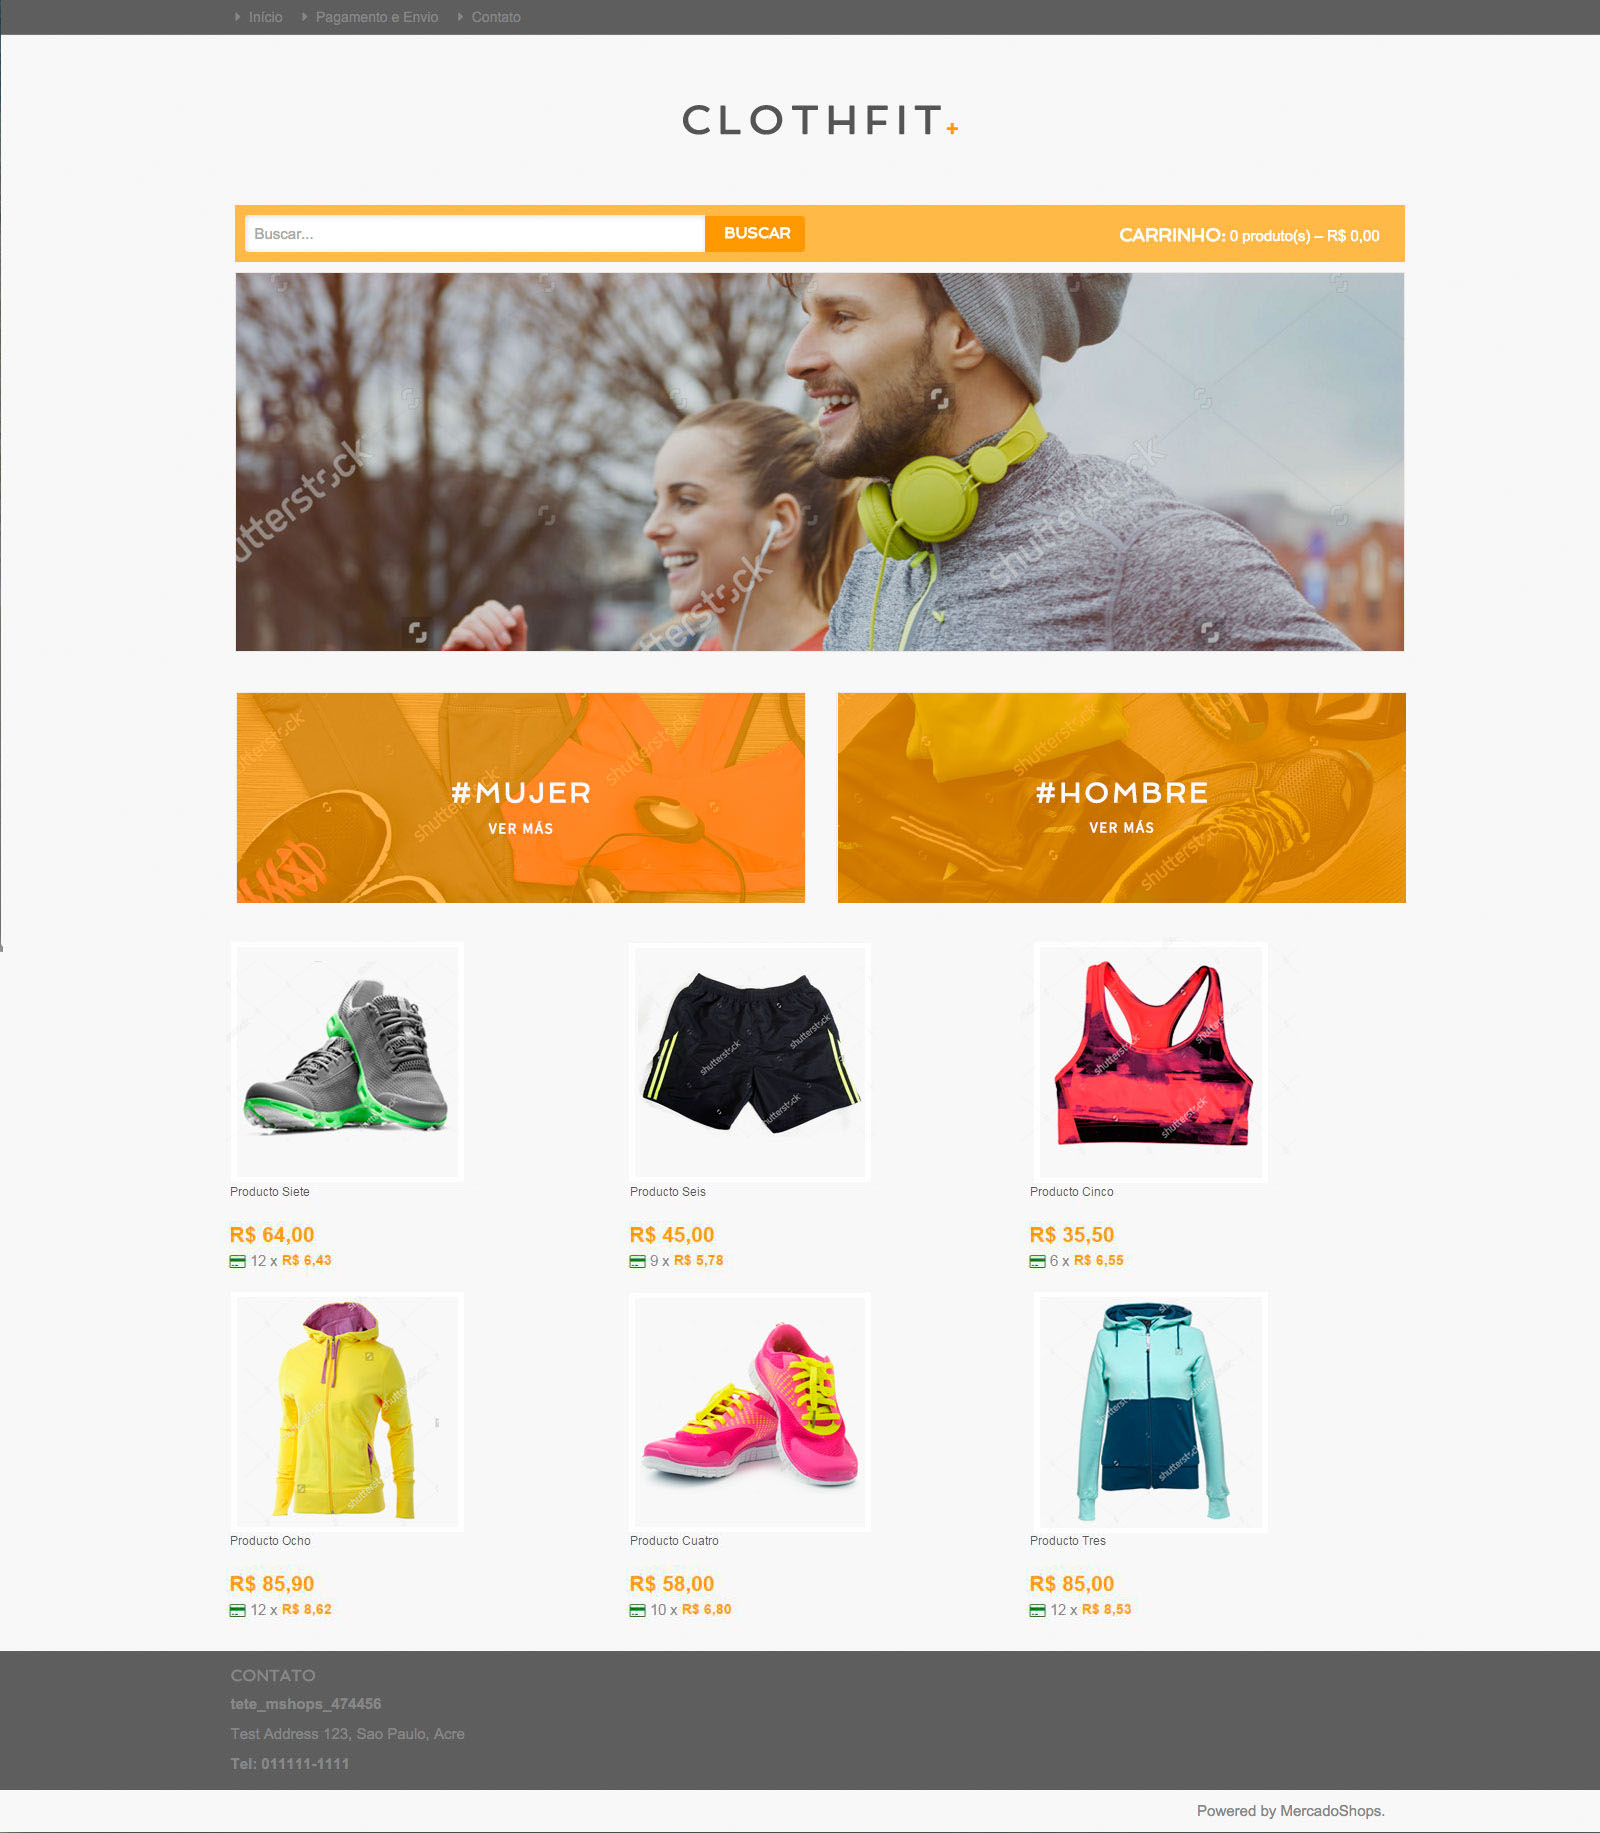 Início Pagamento e Envio Contato
CLOTHFIT+
Buscar...
BUSCAR
CARRINHO: 0 produto(s) – R$ 0,00
shutterstock
shutterstock
shutterstock
#MUJER
VER MÁS
#HOMBRE
VER MÁS
Producto Siete
R$ 64,00
12 x R$ 6,43
Producto Seis
R$ 45,00
9 x R$ 5,78
Producto Cinco
R$ 35,50
6 x R$ 6,55
Producto Ocho
R$ 85,90
12 x R$ 8,62
Producto Cuatro
R$ 58,00
10 x R$ 6,80
Producto Tres
R$ 85,00
12 x R$ 8,53
CONTATO
tete_mshops_474456
Test Address 123, Sao Paulo, Acre
Tel: 011111-1111
Powered by MercadoShops.